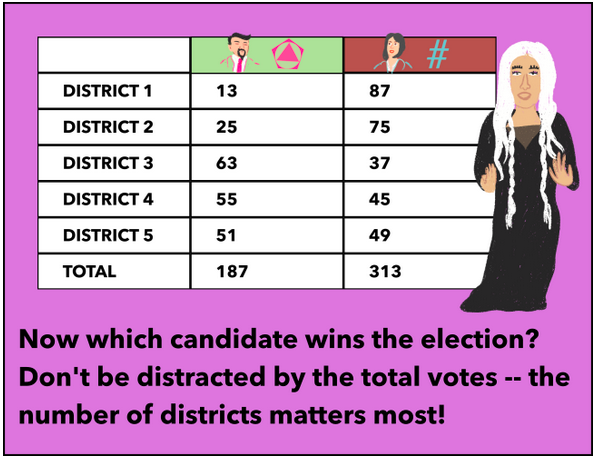 #
DISTRICT 1 13 87
DISTRICT 2 25 75
DISTRICT 3 63 37
DISTRICT 4 55 45
DISTRICT 5 51 49
TOTAL 187 313
Now which candidate wins the election?
Don't be distracted by the total votes -- the
number of districts matters most!